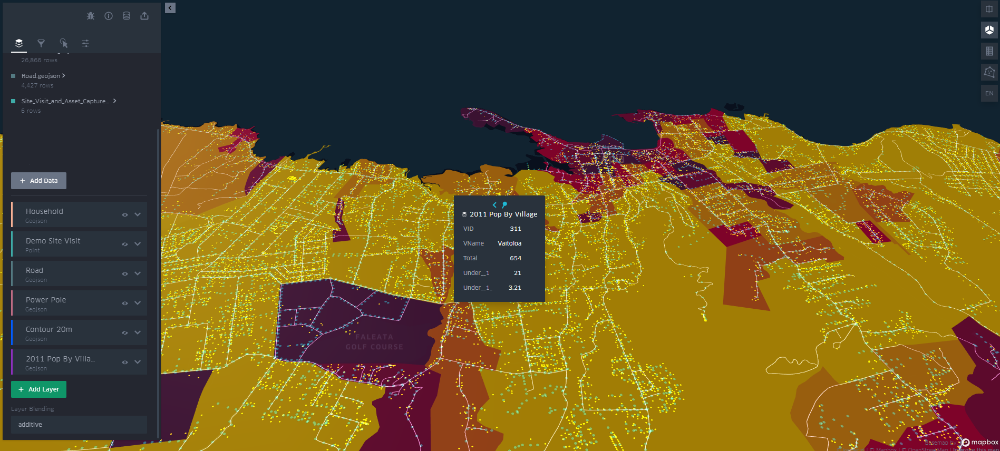 26,866 rows
Road.geojson
4,427 rows
Site_Visit_and_Asset_Capture...
6 rows
+ Add Data
Household
Geojson
Demo Site Visit
Point
Road
Geojson
Power Pole
Geojson
Contour 20m
Geojson
2011 Pop By Villa...
Geojson
+ Add Layer
Layer Blending
additive
EN
2011 Pop By Village
VID 311
VName Vaitoloa
Total 654
Under__1 21
Under__1_ 3.21
FALEATA
GOLF COURSE
Basemap by: mapbox
| © Mapbox | © OpenStreetMap | Improve this map